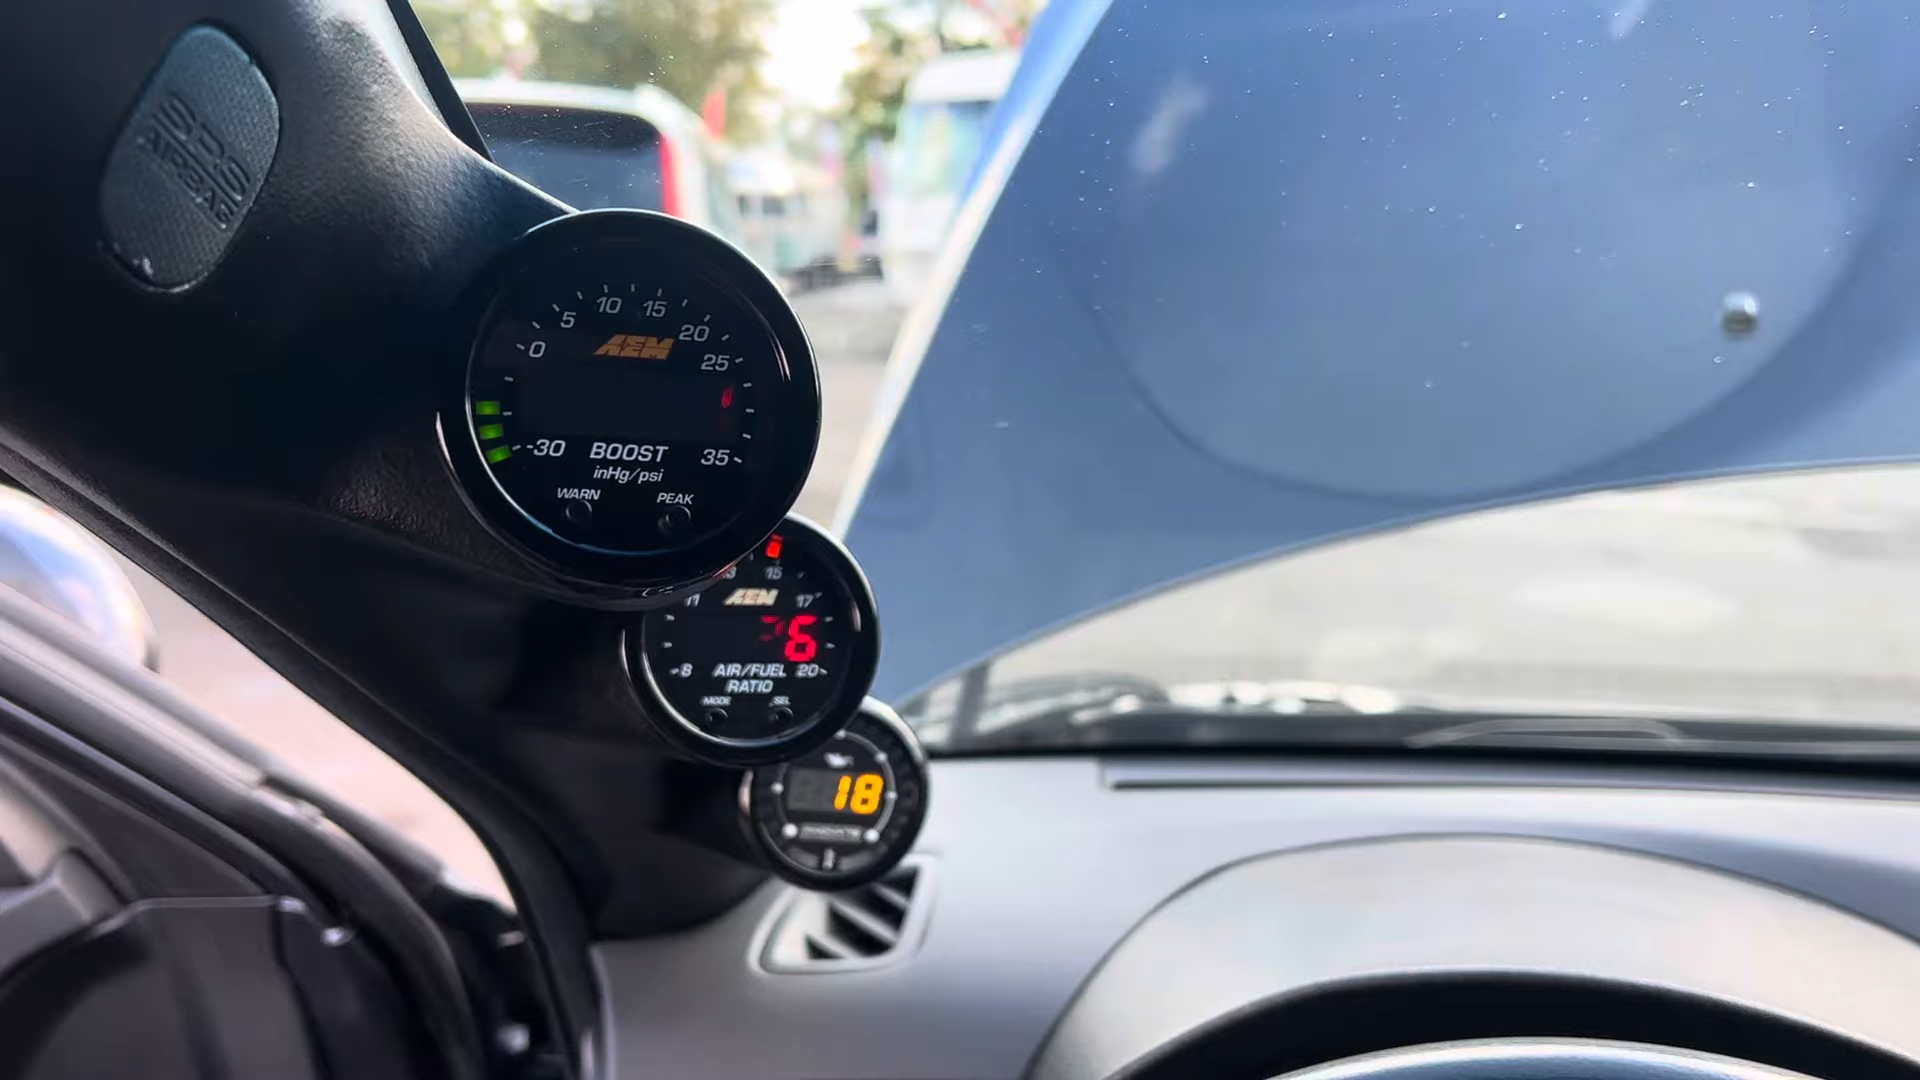 SRS
AIRBAG
0
5
10
15
20
25
AEM
-30
BOOST
35
inHg/psi
WARN
PEAK
11
15
17
AEM
6
8
AIR/FUEL
20
RATIO
MODE
SEL
18